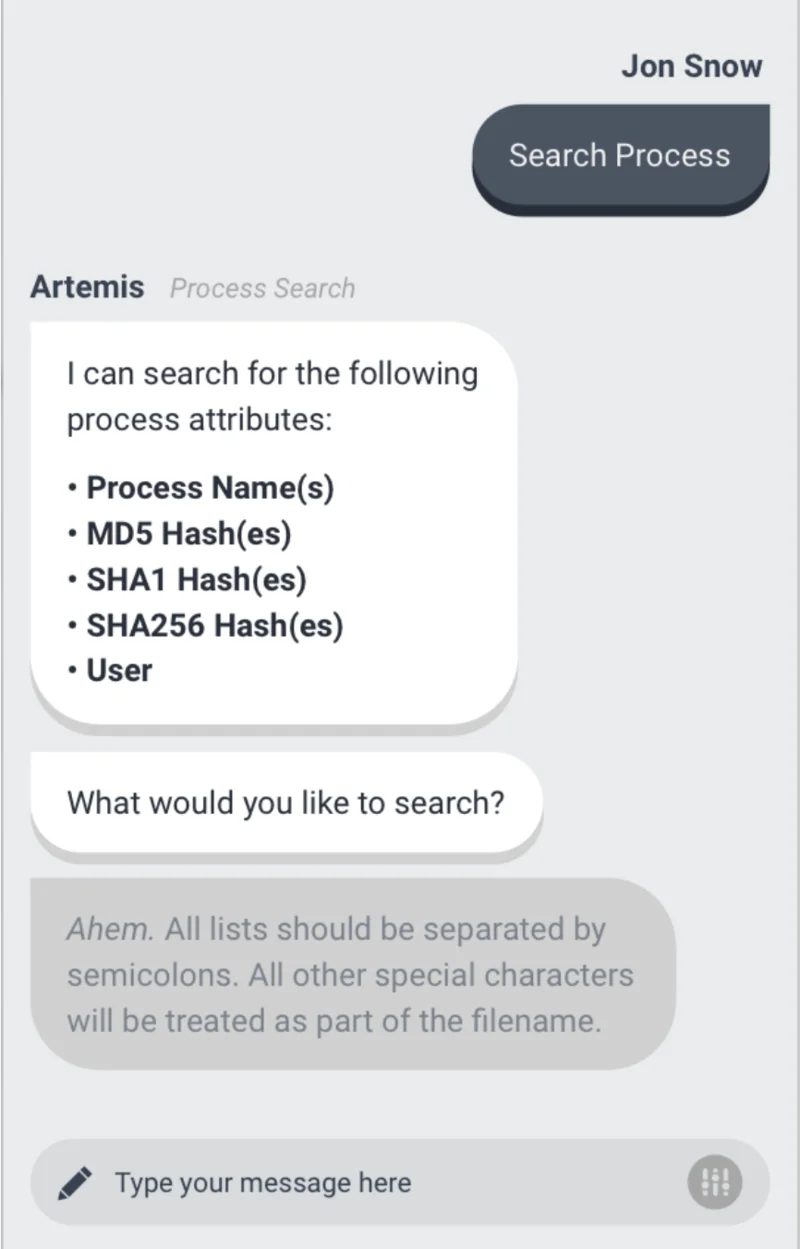 Jon Snow
Search Process
Artemis Process Search
I can search for the following
process attributes:
• Process Name(s)
• MD5 Hash(es)
• SHA1 Hash(es)
• SHA256 Hash(es)
• User
What would you like to search?
Ahem. All lists should be separated by
semicolons. All other special characters
will be treated as part of the filename.
Type your message here